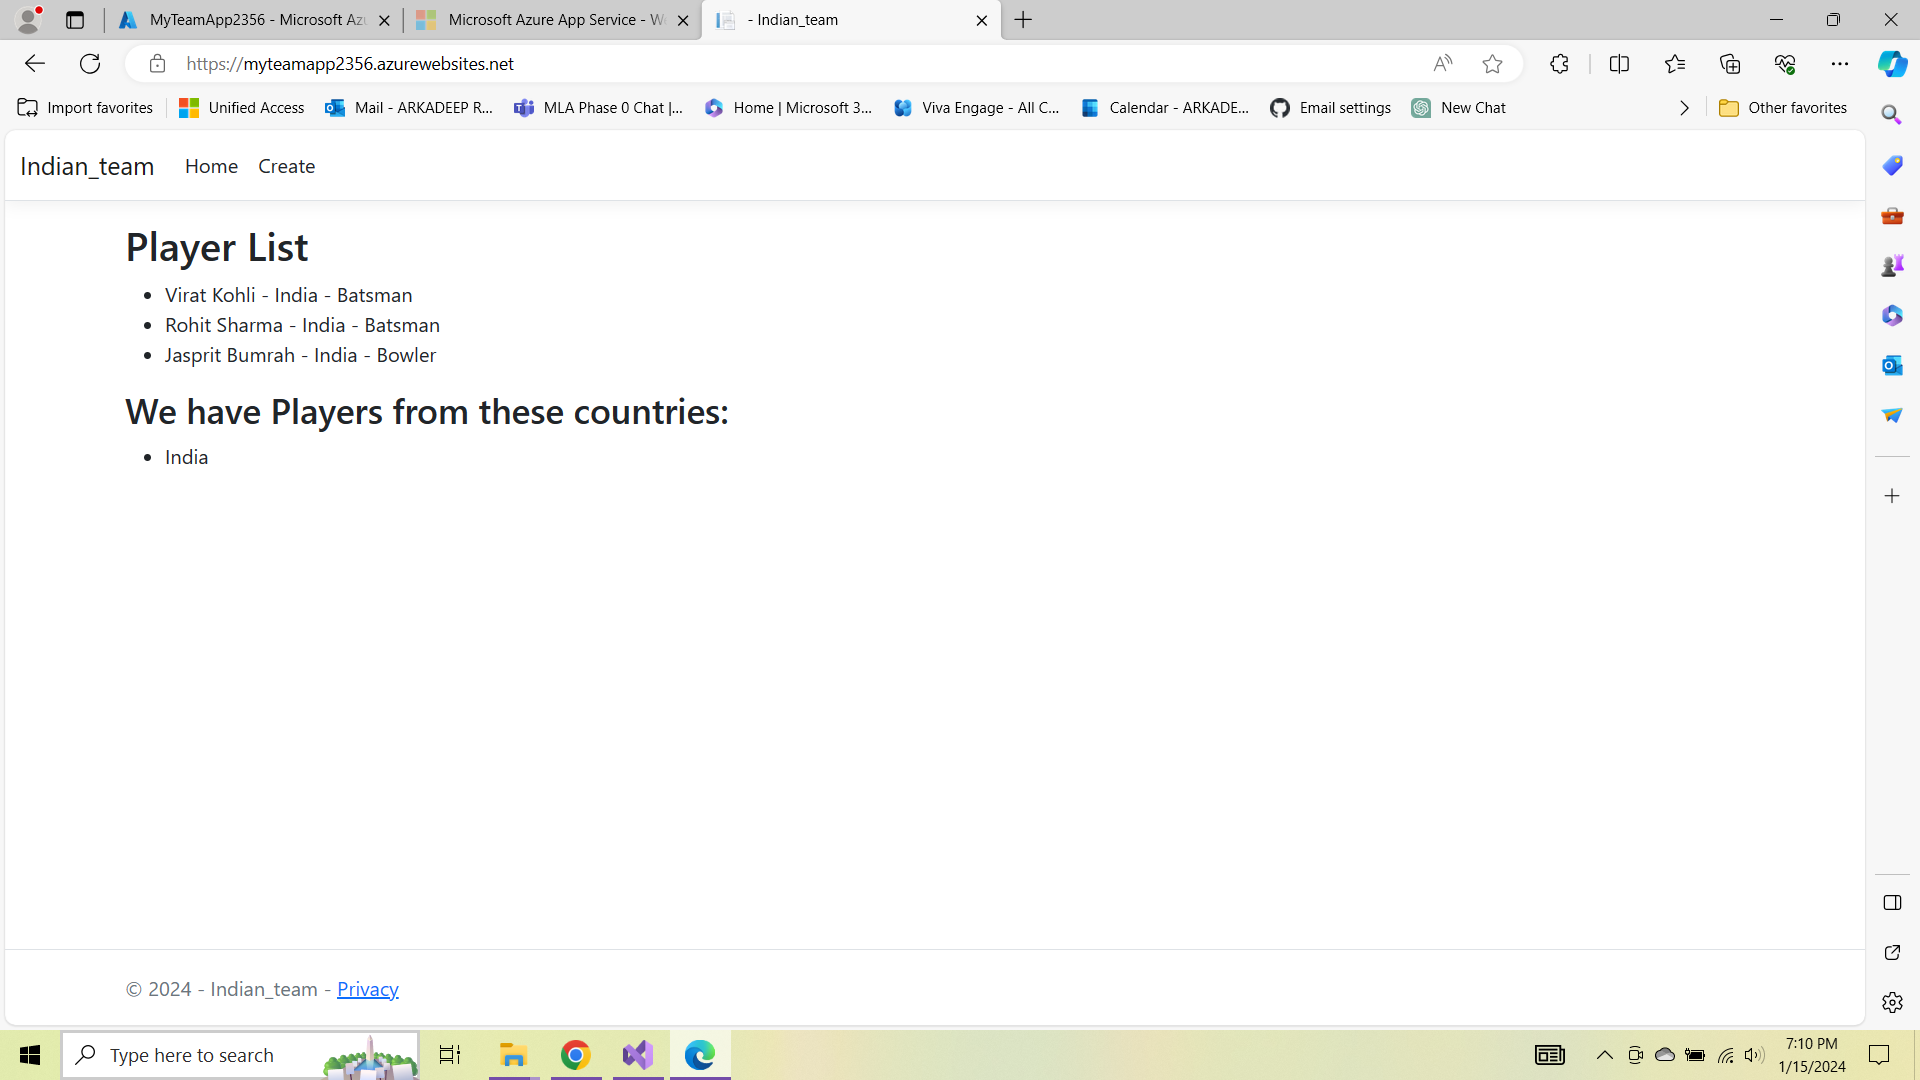 MyTeamApp2356 - Microsoft Az
Microsoft Azure App Service - W
- Indian_team
https://myteamapp2356.azurewebsites.net
Import favorites
Unified Access
Mail - ARKADEEP R...
MLA Phase 0 Chat |...
Home | Microsoft 3...
Viva Engage - All C...
Calendar - ARKADE...
Email settings
New Chat
Other favorites
Indian_team
Home
Create
Player List
Virat Kohli - India - Batsman
Rohit Sharma - India - Batsman
Jasprit Bumrah - India - Bowler
We have Players from these countries:
India
© 2024 - Indian_team - Privacy
Type here to search
7:10 PM
1/15/2024